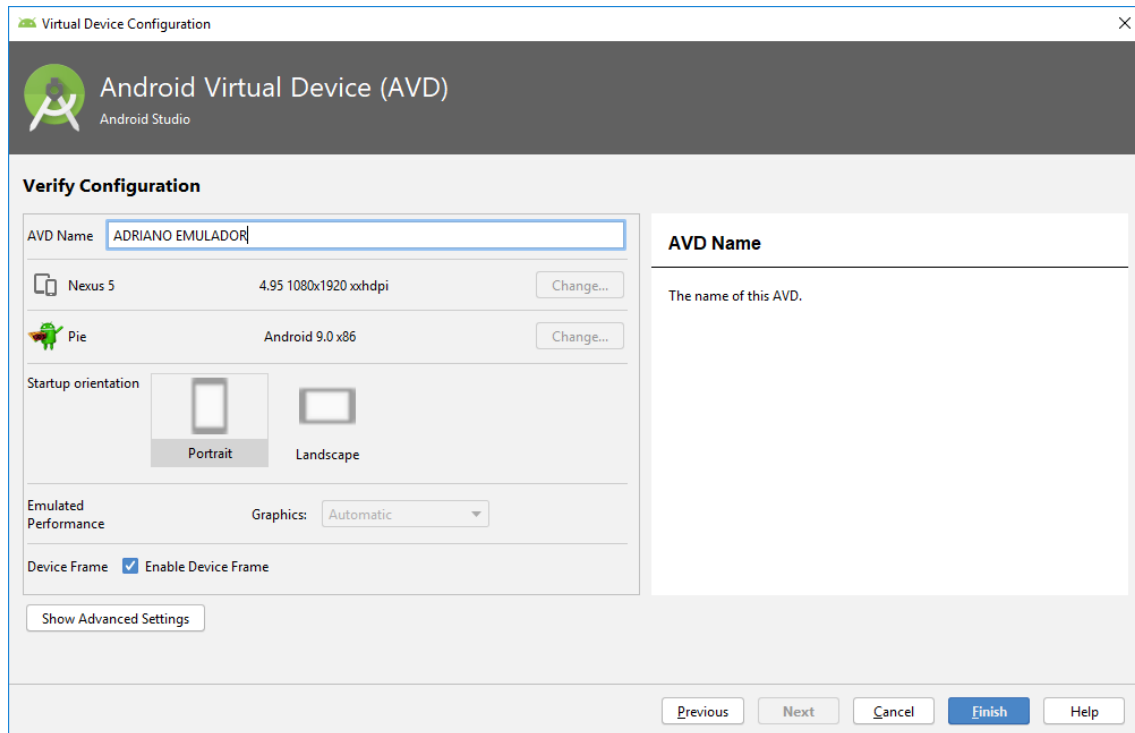 Virtual Device Configuration
Android Virtual Device (AVD)
Android Studio
Verify Configuration
AVD Name ADRIANO EMULADOR
Nexus 5 4.95 1080x1920 xxhdpi Change...
Pie Android 9.0 x86 Change...
Startup orientation
Portrait Landscape
Emulated
Performance Graphics: Automatic
Device Frame Enable Device Frame
Show Advanced Settings
AVD Name
The name of this AVD.
Previous Next Cancel Finish Help